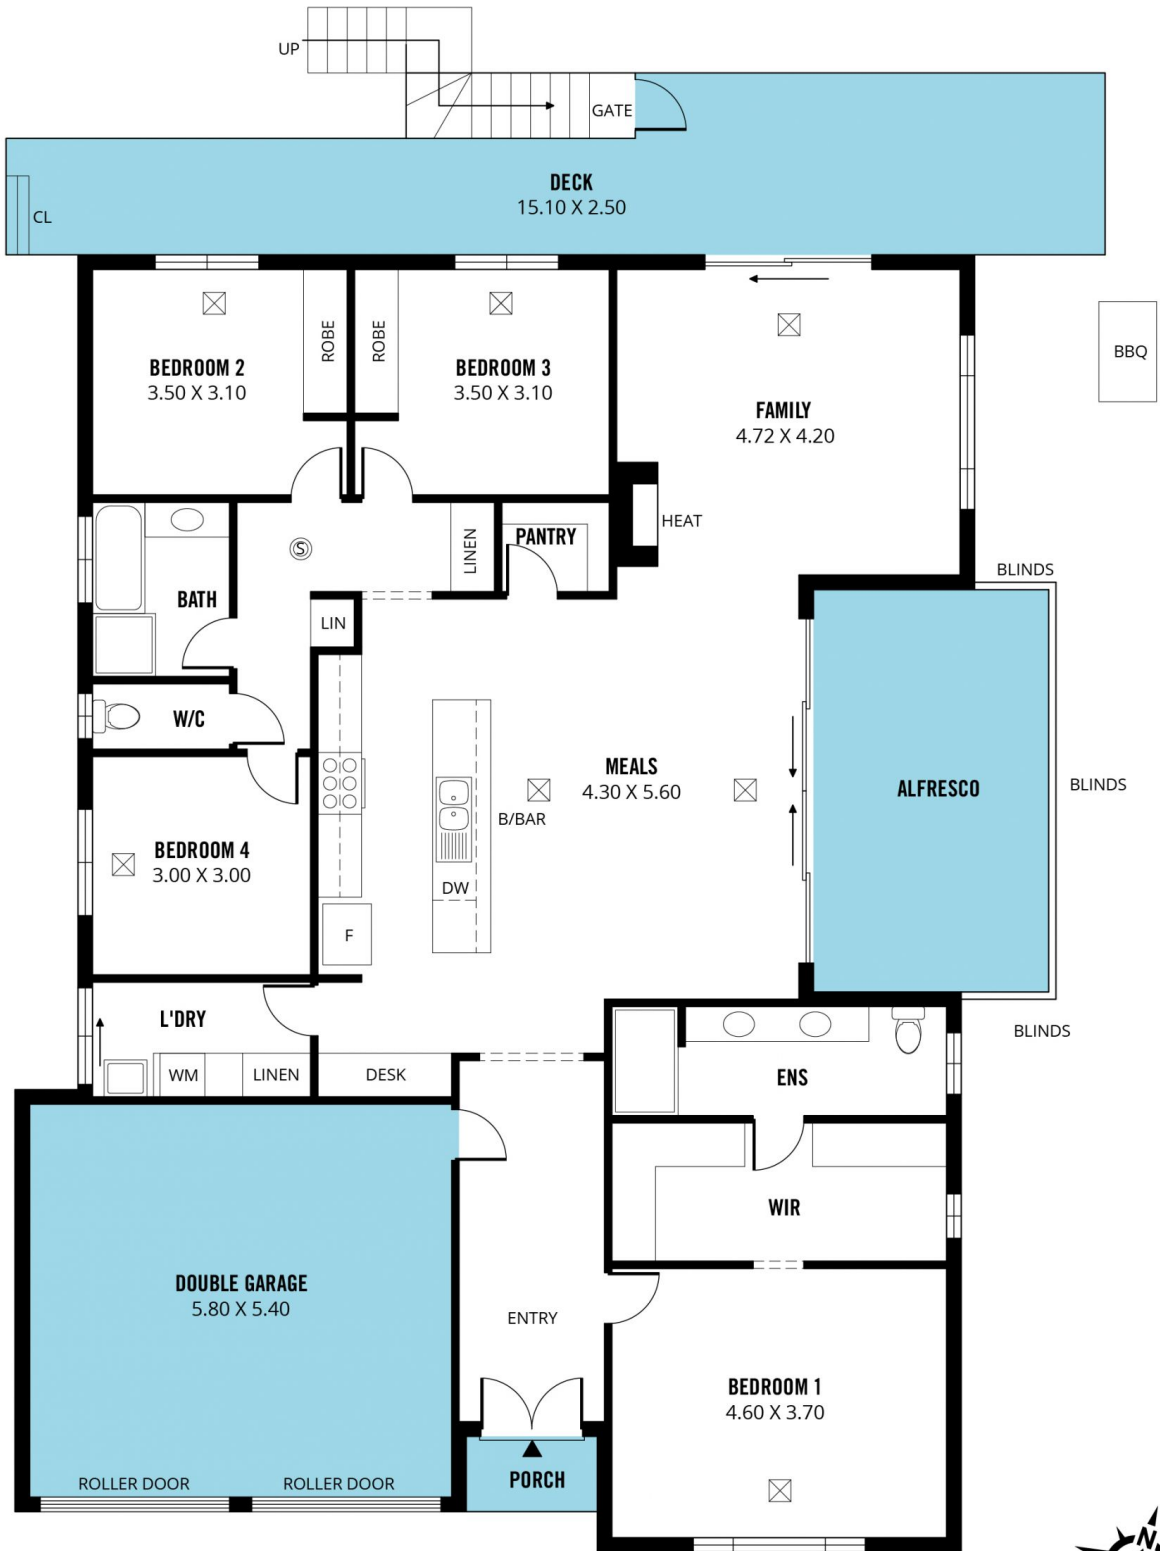 UP
GATE
DECK
15.10 X 2.50
CL
ROBE
ROBE
BEDROOM 2
3.50 X 3.10
BEDROOM 3
3.50 X 3.10
BBQ
FAMILY
4.72 X 4.20
HEAT
PANTRY
LINEN
S
BATH
LIN
BLINDS
W/C
MEALS
4.30 X 5.60
ALFRESCO
BLINDS
B/BAR
BEDROOM 4
3.00 X 3.00
DW
F
L'DRY
BLINDS
WM
LINEN
DESK
ENS
WIR
DOUBLE GARAGE
5.80 X 5.40
ENTRY
BEDROOM 1
4.60 X 3.70
ROLLER DOOR
ROLLER DOOR
PORCH
N